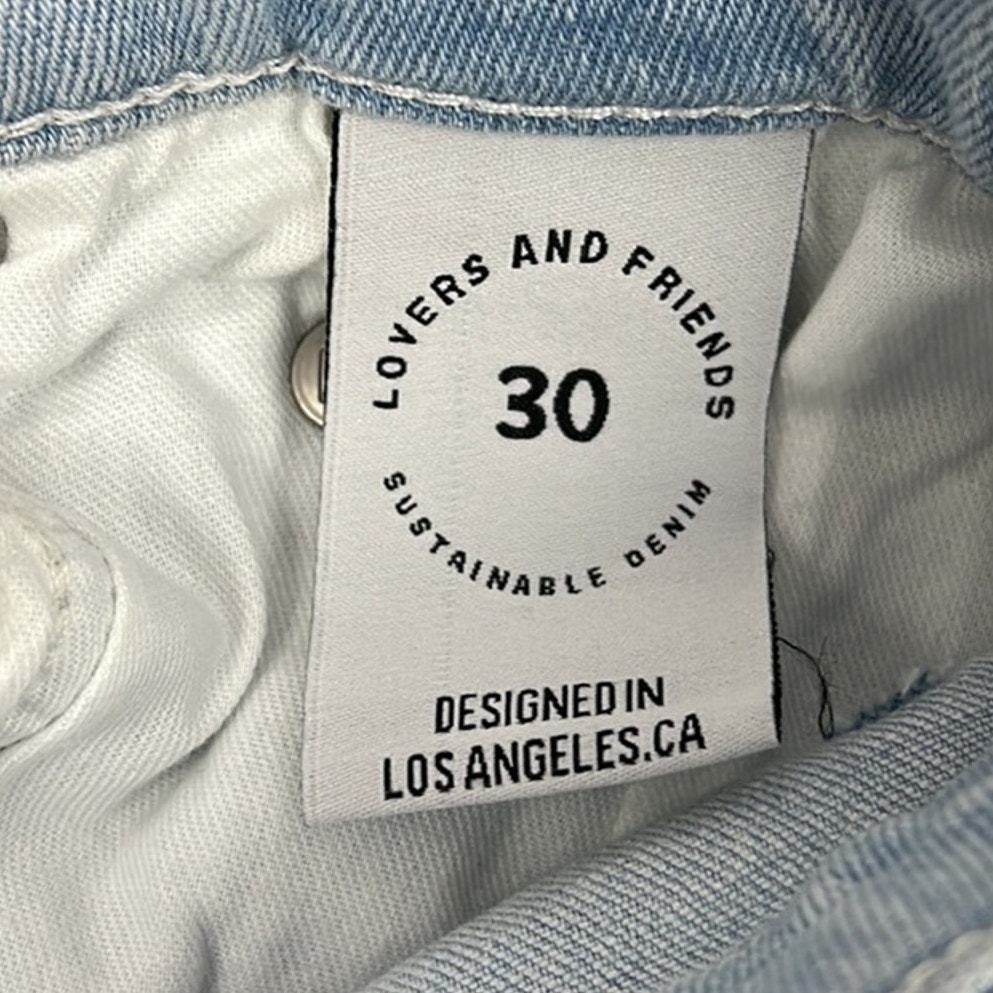 LOVERS AND FRIENDS
30
SUSTAINABLE DENIM
DESIGNED IN
LOS ANGELES.CA